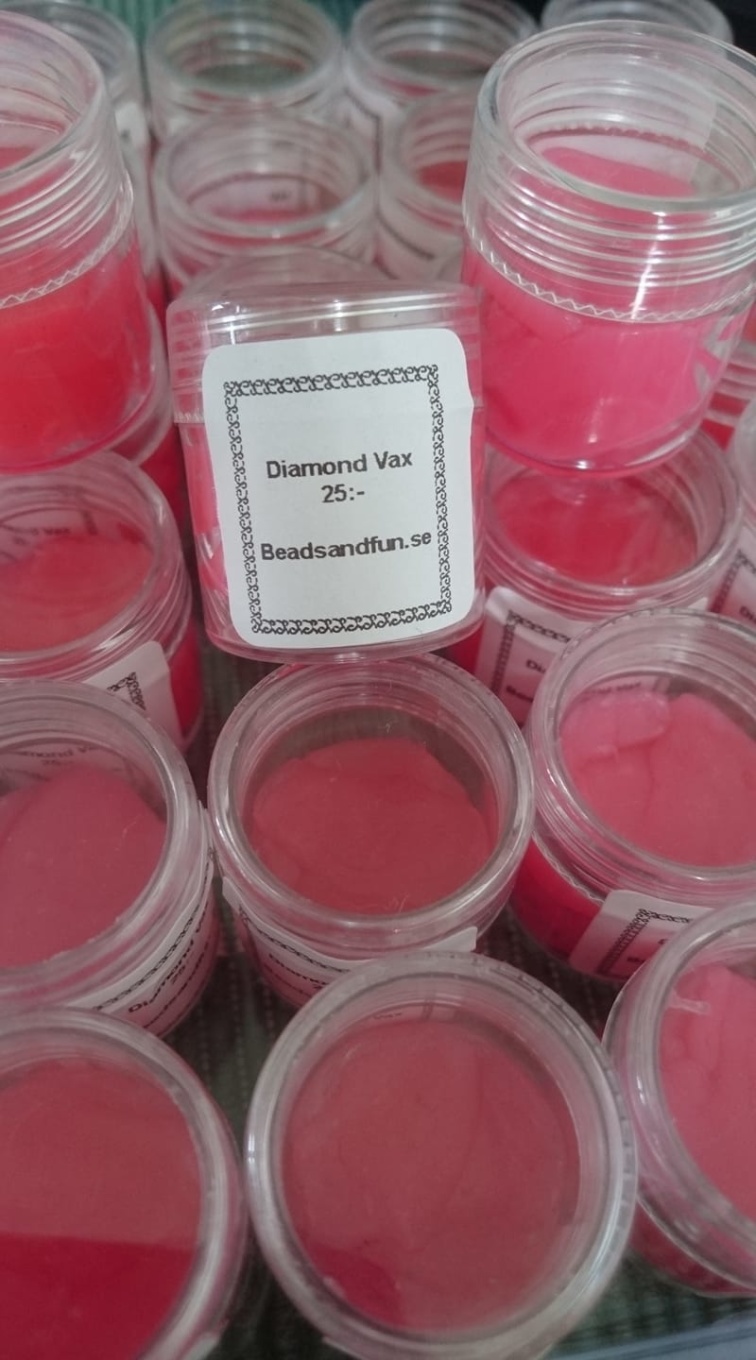 Diamond Vax
25:-
Beadsandfun.se